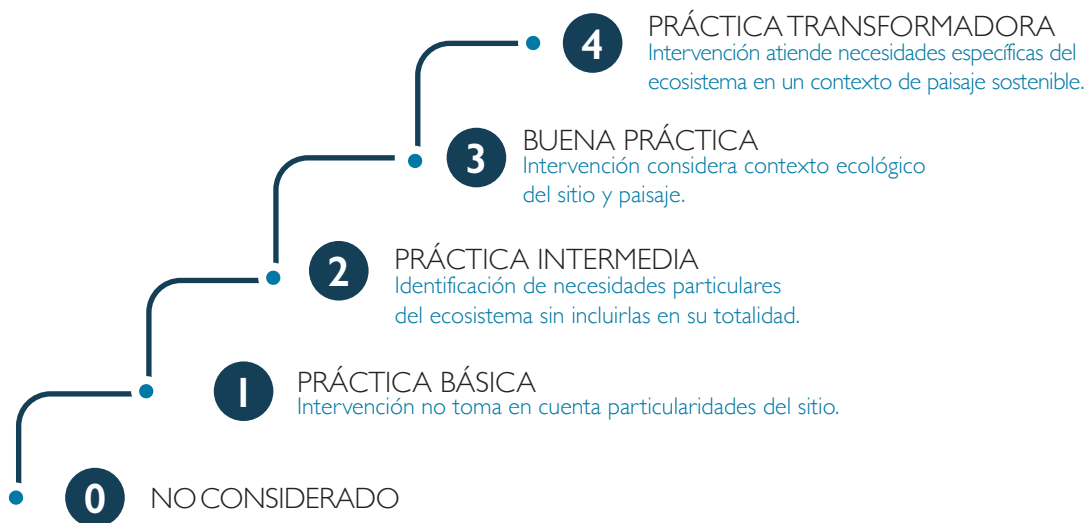 4
PRÁCTICA TRANSFORMADORA
Intervención atiende necesidades específicas del
ecosistema en un contexto de paisaje sostenible.
3
BUENA PRÁCTICA
Intervención considera contexto ecológico
del sitio y paisaje.
2
PRÁCTICA INTERMEDIA
Identificación de necesidades particulares
del ecosistema sin incluirlas en su totalidad.
1
PRÁCTICA BÁSICA
Intervención no toma en cuenta particularidades del sitio.
0
NO CONSIDERADO